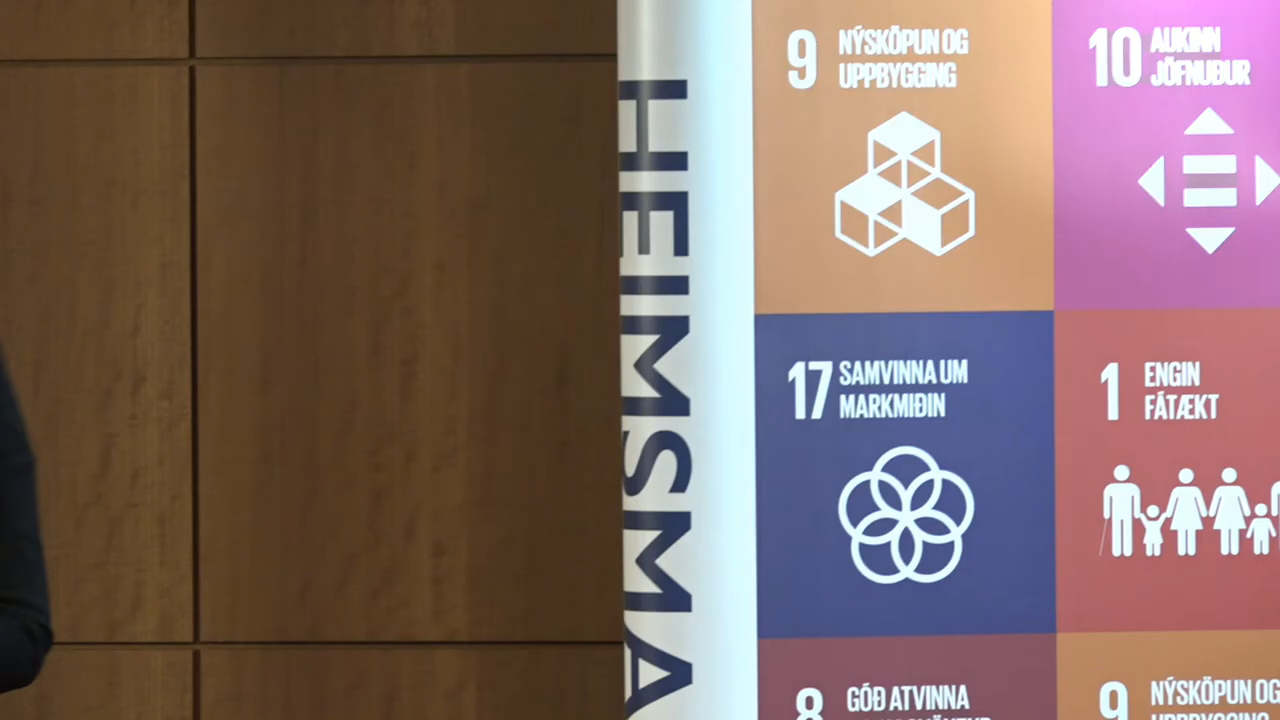 HEIMSMA
9 NÝSKÖPUN OG
UPPBYGGING
10 AUKINN
JÖFNUÐUR
17 SAMVINNA UM
MARKMIÐIN
1 ENGIN
FÁTÆKT
8 GÓÐ ATVINNA
9 NÝSKÖPUN OG
UPPBYGGING